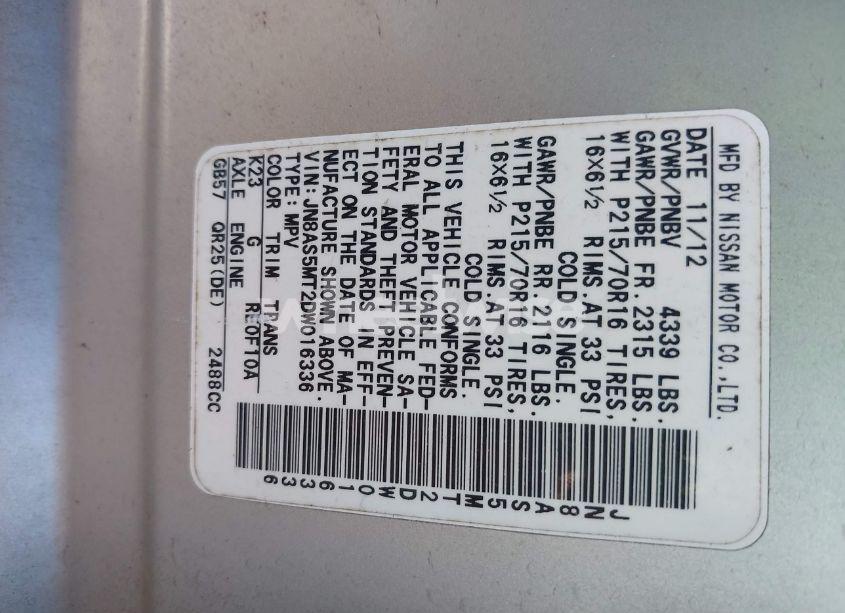 MFD BY NISSAN MOTOR CO.,LTD.
DATE 11/12
GVWR/PNBV 4339 LBS.
GAWR/PNBE FR.2315 LBS.
WITH P215/70R16 TIRES,
16X6½ RIMS.AT 33 PSI
COLD SINGLE.
GAWR/PNBE RR.2116 LBS.
WITH P215/70R16 TIRES,
16X6½ RIMS.AT 33 PSI
COLD SINGLE.
THIS VEHICLE CONFORMS
TO ALL APPLICABLE FED-
ERAL MOTOR VEHICLE SA-
FETY AND THEFT PREVEN-
TION STANDARDS IN EFF-
ECT ON THE DATE OF MA-
NUFACTURE SHOWN ABOVE.
VIN:JN8AS5MT2DW016336
TYPE:MPV
COLOR TRIM TRANS
K23 G RE0F10A
AXLE ENGINE
GB57 QR25(DE) 2488CC
JN8AS5MT2DW016336